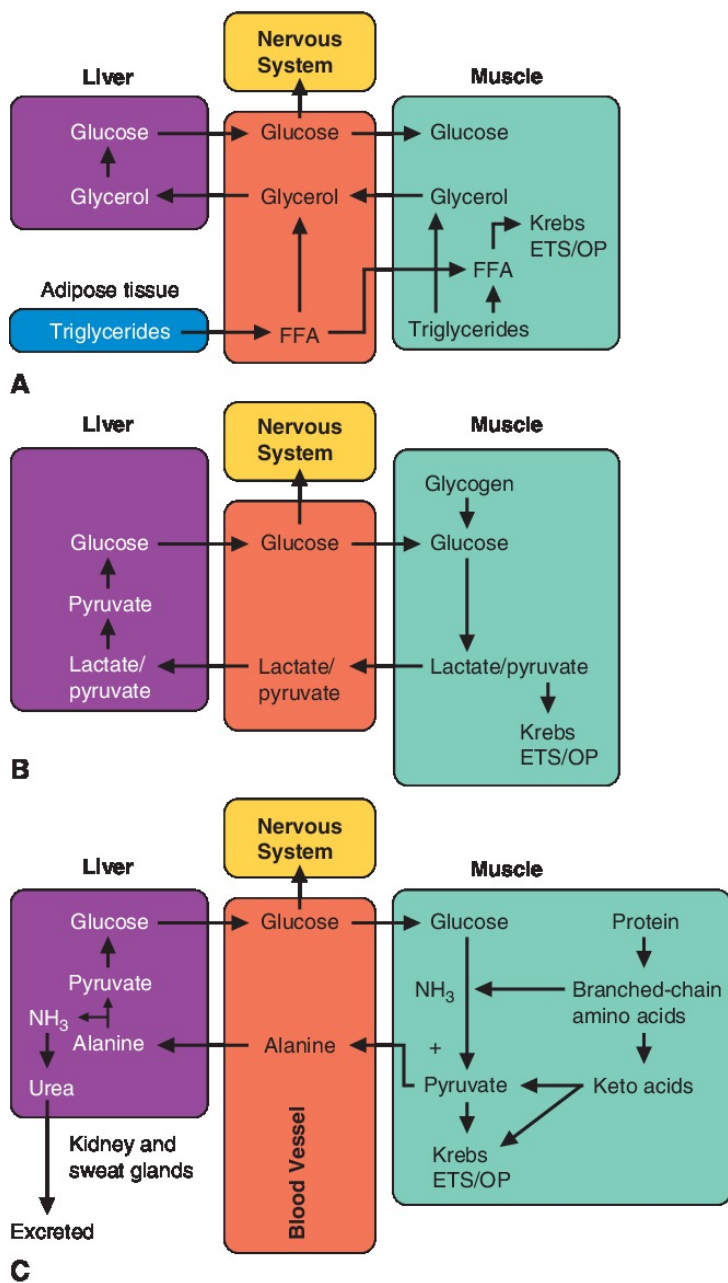 Nervous
System
Liver
Muscle
Glucose
Glucose
Glucose
Glycerol
Glycerol
Glycerol
Krebs
ETS/OP
FFA
Adipose tissue
Triglycerides
FFA
Triglycerides
A
Liver
Nervous
System
Muscle
Glycogen
Glucose
Glucose
Glucose
Pyruvate
Lactate/
pyruvate
Lactate/
pyruvate
Lactate/pyruvate
Krebs
ETS/OP
B
Nervous
System
Liver
Muscle
Glucose
Glucose
Glucose
Protein
Pyruvate
NH3
Branched-chain
amino acids
NH3
Alanine
Alanine
+
Urea
Pyruvate
Keto acids
Kidney and
sweat glands
Blood Vessel
Krebs
ETS/OP
Excreted
C